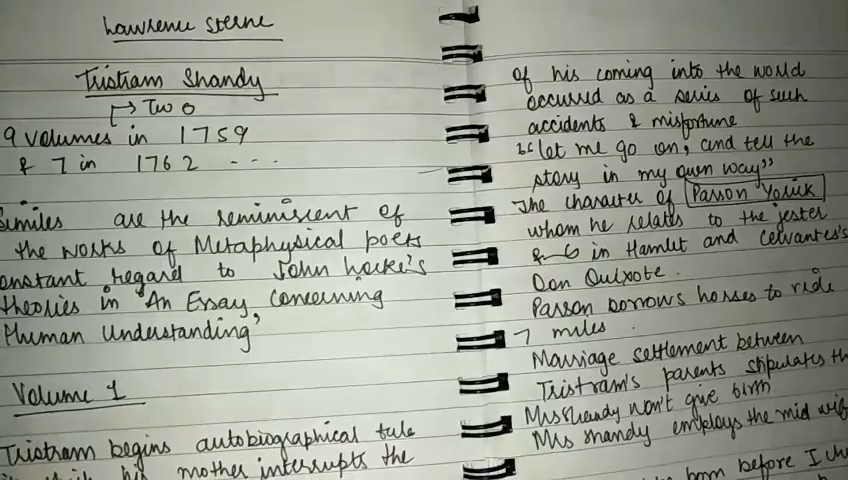 Lawrence Sterne
Tristram Shandy
→ Two
9 volumes in 1759
& 7 in 1762 ...
Similes are the reminiscent of
the works of Metaphysical poets
constant regard to John Locke's
theories in 'An Essay Concerning
Human Understanding'
Volume 1
Tristram begins autobiographical tale
in which his mother interrupts the
of his coming into the world
occurred as a series of such
accidents & misfortune
"let me go on, and tell the
story in my own way"
The character of Parson Yorick
whom he relates to the jester
in Hamlet and Cervantes's
Don Quixote.
Parson borrows horses to ride
7 miles.
Marriage settlement between
Tristram's parents stipulates th
Mrs Shandy won't give birth
Mrs Shandy employs the mid wif
born before I